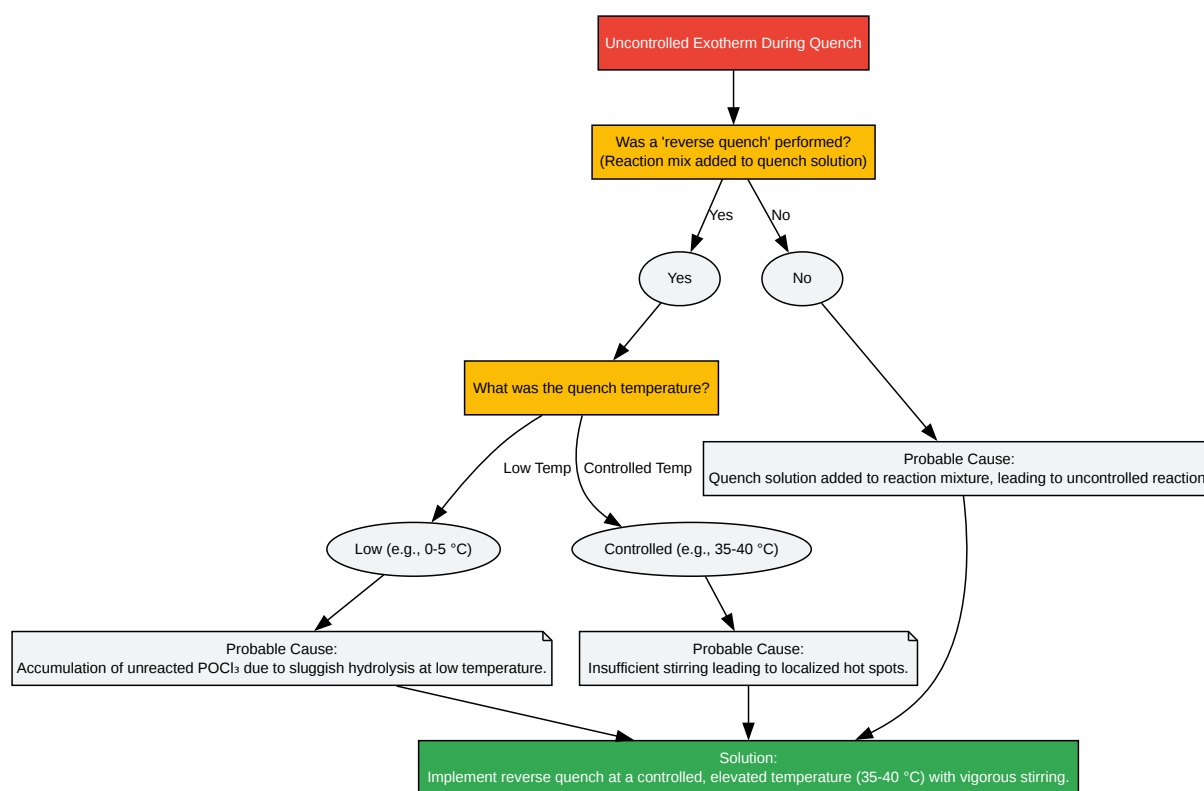 Uncontrolled Exotherm During Quench
Was a 'reverse quench' performed?
(Reaction mix added to quench solution)
Yes
No
Yes
No
What was the quench temperature?
Low Temp
Controlled Temp
Probable Cause:
Quench solution added to reaction mixture, leading to uncontrolled reaction
Low (e.g., 0-5 °C)
Controlled (e.g., 35-40 °C)
Probable Cause:
Accumulation of unreacted POCl₃ due to sluggish hydrolysis at low temperature.
Probable Cause:
Insufficient stirring leading to localized hot spots.
Solution:
Implement reverse quench at a controlled, elevated temperature (35-40 °C) with vigorous stirring.